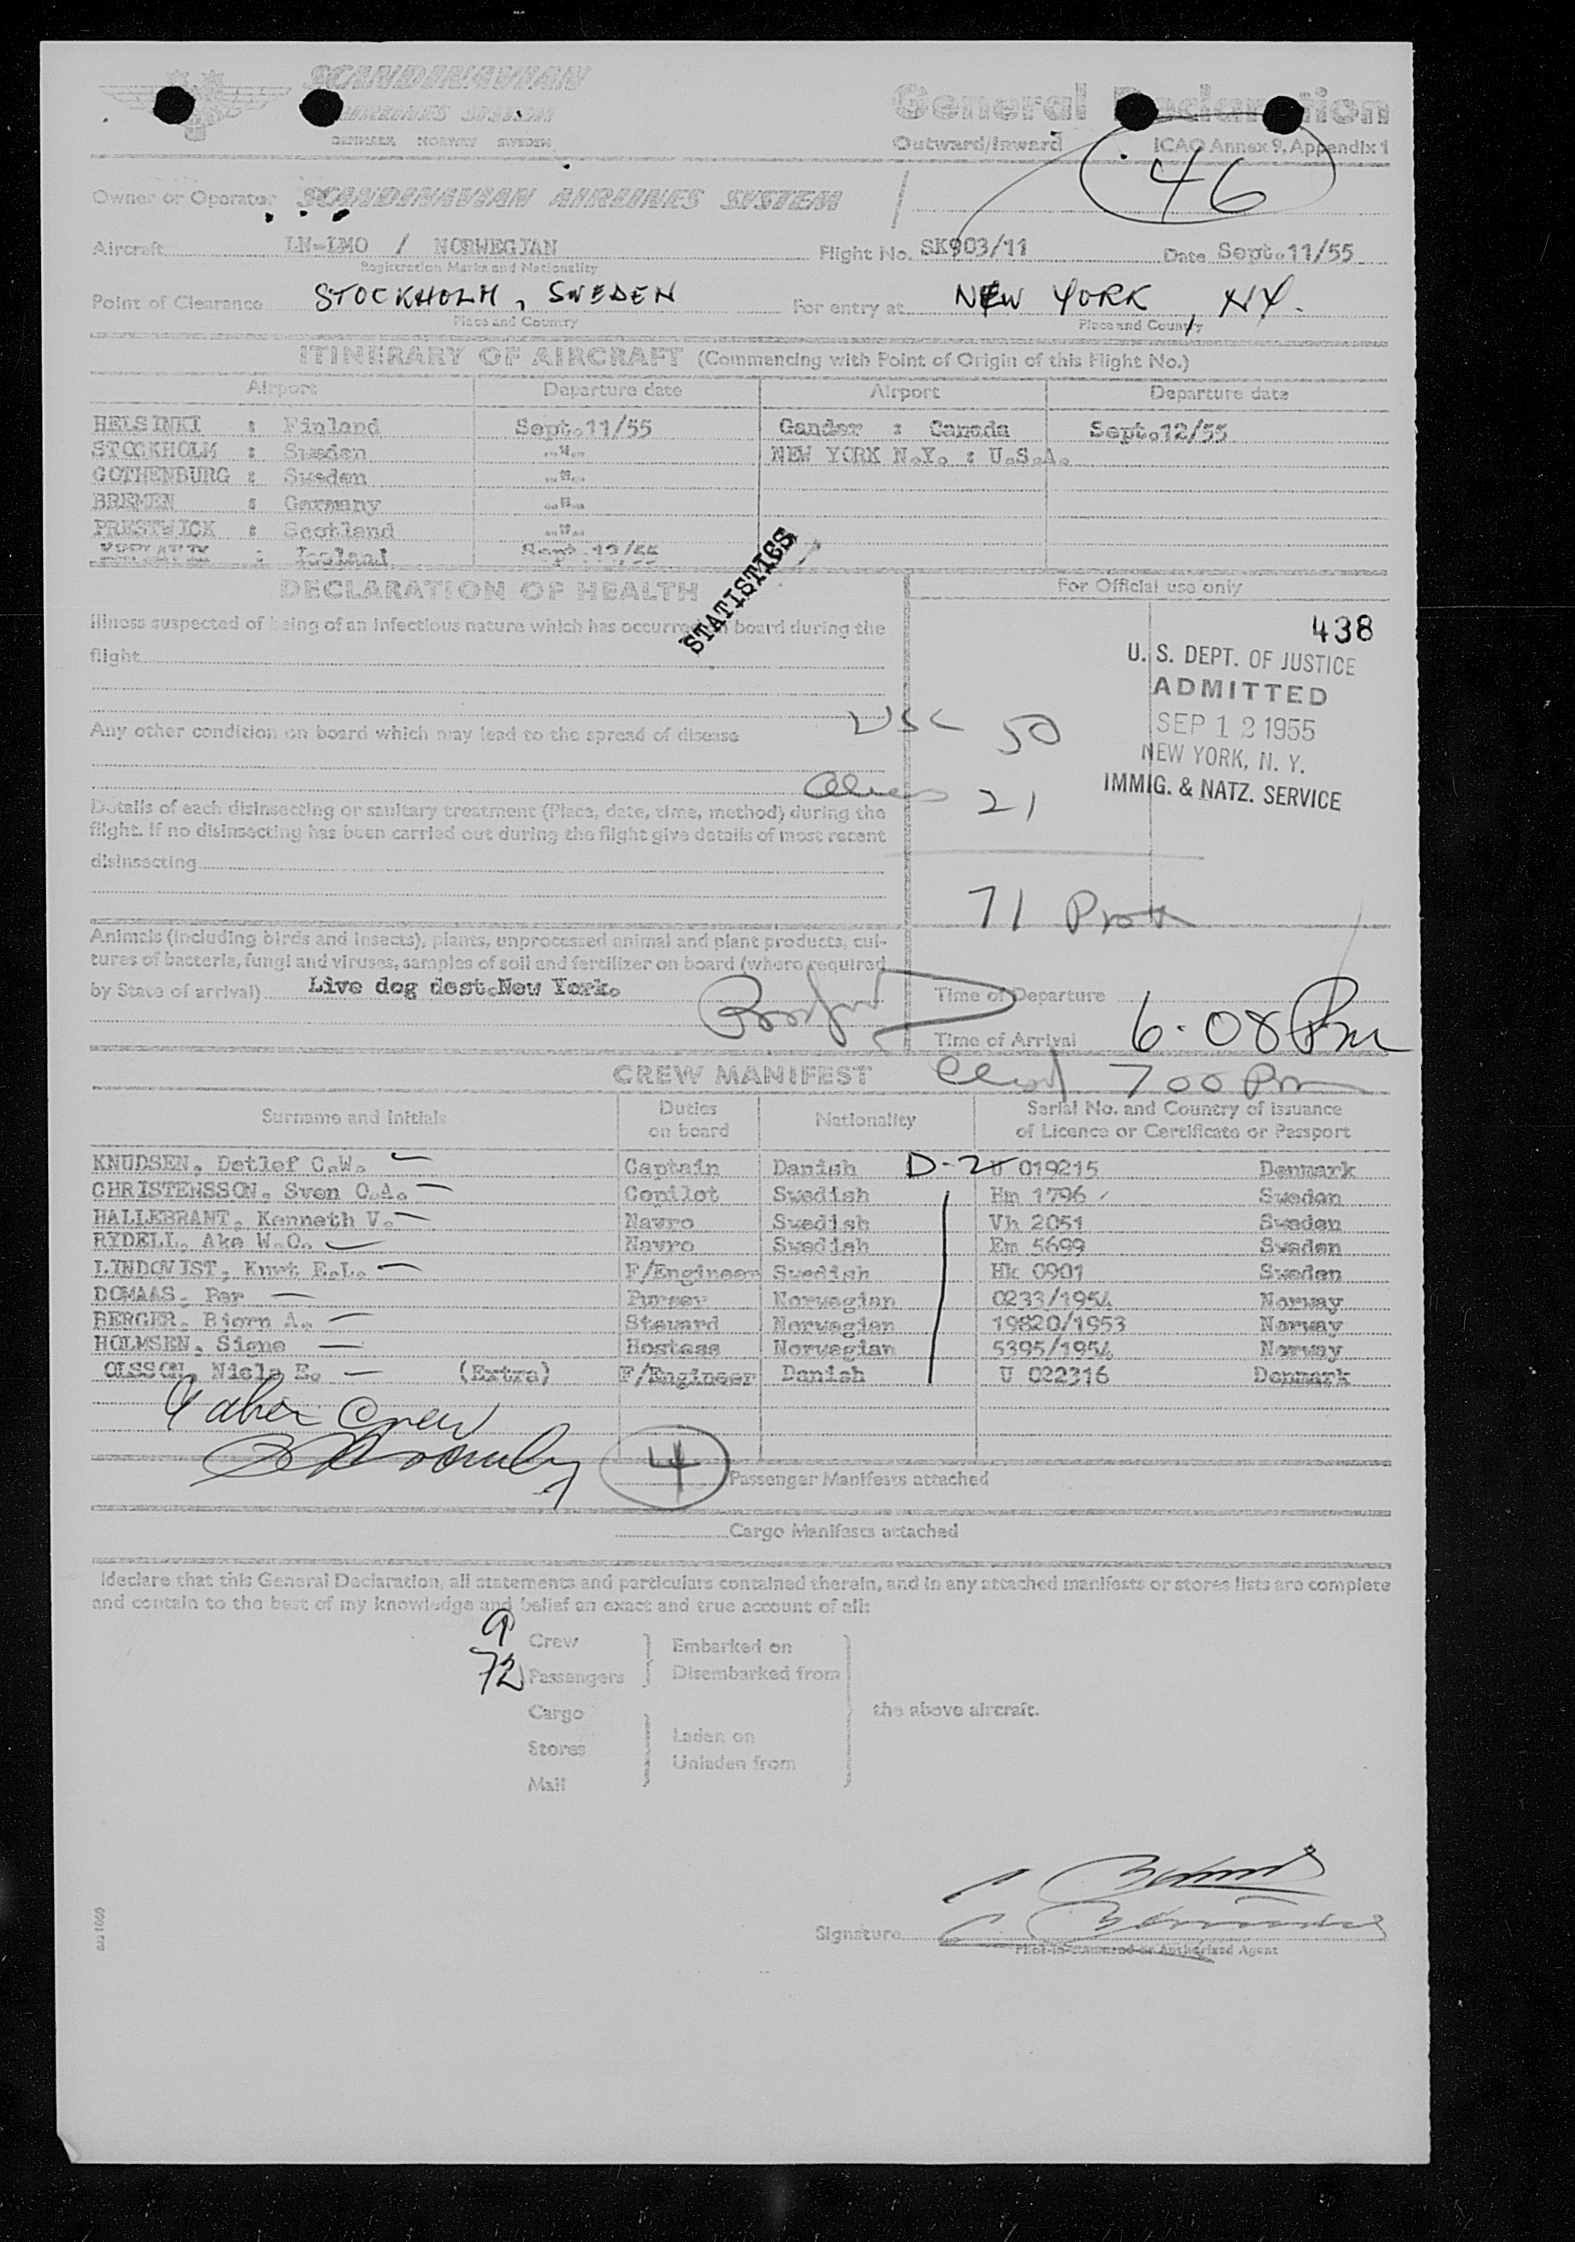 SCANDINAVIAN
AIRLINES SYSTEM
DENMARK NORWAY SWEDEN
General Declaration
Outward/Inward ICAO Annex 9, Appendix 1
46
Owner or Operator SCANDINAVIAN AIRLINES SYSTEM
Aircraft LN-LMO / NORWEGIAN Flight No. SK903/11 Date Sept.11/55
Registration Marks and Nationality
Point of Clearance STOCKHOLM, SWEDEN For entry at NEW YORK, NY.
Place and Country Place and Country
ITINERARY OF AIRCRAFT (Commencing with Point of Origin of this Flight No.)
Airport Departure date Airport Departure date
HELSINKI : Finland Sept.11/55 Gander : Canada Sept.12/55
STOCKHOLM : Sweden -"- NEW YORK N.Y. : U.S.A.
GOTHENBURG : Sweden -"-
BREMEN : Germany -"-
PRESTWICK : Scotland -"-
: Iceland Sept.12/55
STATISTICS
DECLARATION OF HEALTH
Illness suspected of being of an infectious nature which has occurred on board during the
flight
Any other condition on board which may lead to the spread of disease
Details of each disinsecting or sanitary treatment (Place, date, time, method) during the
flight. If no disinsecting has been carried out during the flight give details of most recent
disinsecting
Animals (including birds and insects), plants, unprocessed animal and plant products, cul-
tures of bacteria, fungi and viruses, samples of soil and fertilizer on board (where required
by State of arrival) Live dog dest.New York.
For Official use only
438
U. S. DEPT. OF JUSTICE
ADMITTED
SEP 12 1955
NEW YORK, N. Y.
IMMIG. & NATZ. SERVICE
USC 50
Aliens 21
71
Time of Departure
Time of Arrival 6.08 Pm
700 Pm
CREW MANIFEST
Surname and Initials Duties on board Nationality Serial No. and Country of issuance of Licence or Certificate or Passport
KNUDSEN, Detlef C.W. Captain Danish D-2 U 019215 Denmark
CHRISTENSSON, Sven O.A. Copilot Swedish Hm 1796 Sweden
HALLEBRANT, Kenneth V. Navro Swedish Vh 2051 Sweden
RYDELL, Ake W.O. Navro Swedish Em 5699 Sweden
LINDQVIST, Kurt E.L. F/Engineer Swedish Hk 0901 Sweden
DOMAAS, Per Purser Norwegian 0233/1954 Norway
BERGER, Bjorn A. Steward Norwegian 19820/1953 Norway
HOLMSEN, Signe Hostess Norwegian 5395/1954 Norway
OLSSON, Niels E. (Extra) F/Engineer Danish U 022316 Denmark
Crew
4 Passenger Manifests attached
Cargo Manifests attached
I declare that this General Declaration, all statements and particulars contained therein, and in any attached manifests or stores lists are complete
and contain to the best of my knowledge and belief an exact and true account of all:
9 Crew Embarked on
72 Passengers Disembarked from
Cargo the above aircraft.
Stores Laden on
Unladen from
Mail
Signature
Pilot-in-command or Authorized Agent